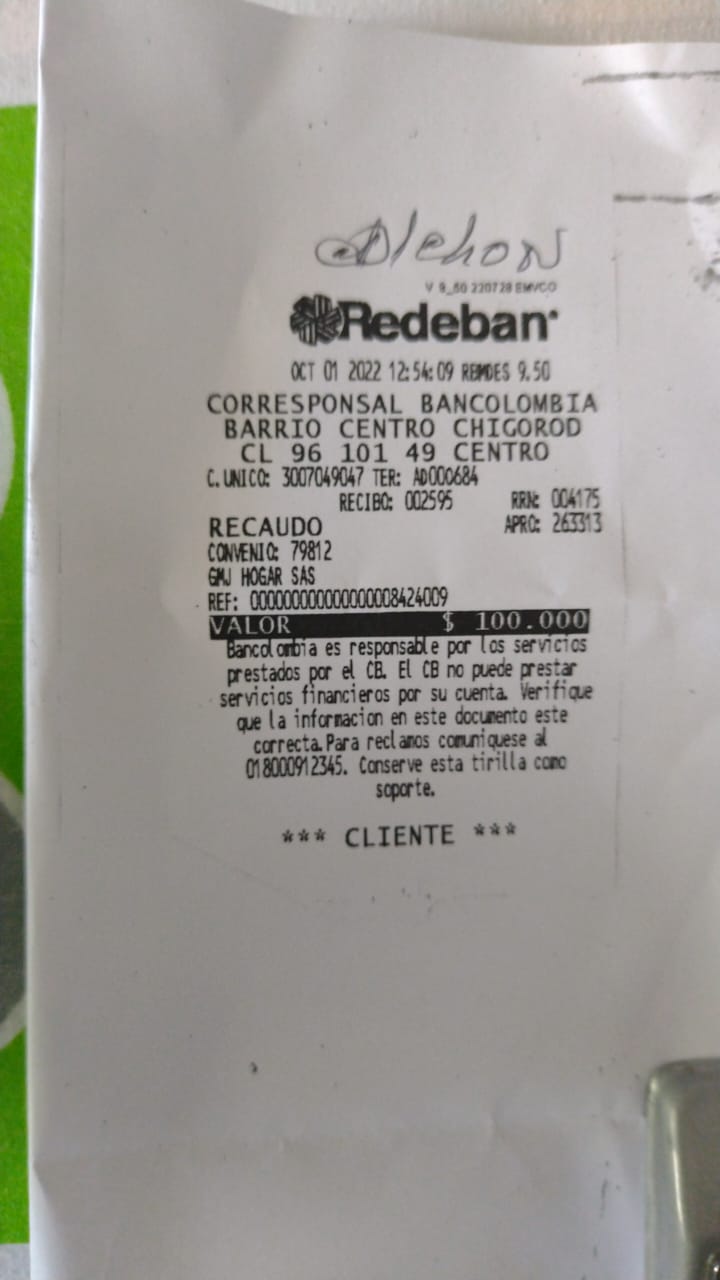 V 9_50 220728 EMVCO
Redeban
OCT 01 2022 12:54:09 RBMDES 9.50
CORRESPONSAL BANCOLOMBIA
BARRIO CENTRO CHIGOROD
CL 96 101 49 CENTRO
C. UNICO: 3007049047 TER: AD000684
RECIBO: 002595 RRN: 004175
RECAUDO APRO: 263313
CONVENIO: 79812
GMJ HOGAR SAS
VALOR $ 100.000
Bancolombia es responsable por los servicios
prestados por el CB. El CB no puede prestar
servicios financieros por su cuenta. Verifique
que la informacion en este documento este
correcta. Para reclamos comuniquese al
018000912345. Conserve esta tirilla como
soporte.
*** CLIENTE ***